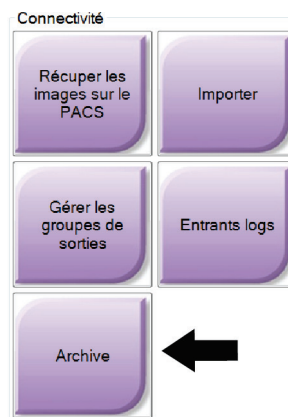 Connectivité
Récuper les
images sur le
PACS
Importer
Gérer les
groupes de
sorties
Entrants logs
Archive